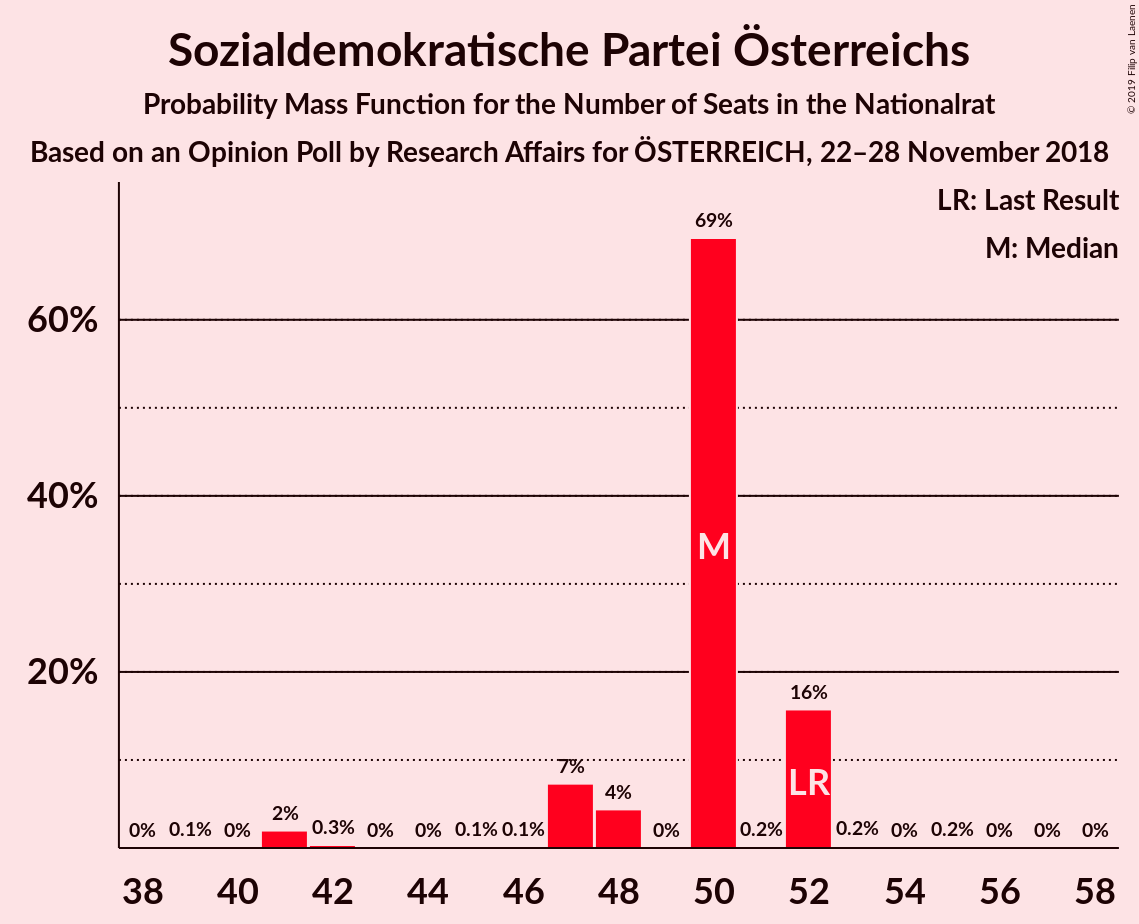 Sozialdemokratische Partei Österreichs
Probability Mass Function for the Number of Seats in the Nationalrat
Based on an Opinion Poll by Research Affairs for ÖSTERREICH, 22–28 November 2018
© 2019 Filip van Laenen
LR: Last Result
M: Median
60%
40%
20%
0% 0.1% 0% 2% 0.3% 0% 0% 0.1% 0.1% 7% 4% 0% 69% 0.2% 16% 0.2% 0% 0.2% 0% 0% 0%
M
LR
38 40 42 44 46 48 50 52 54 56 58